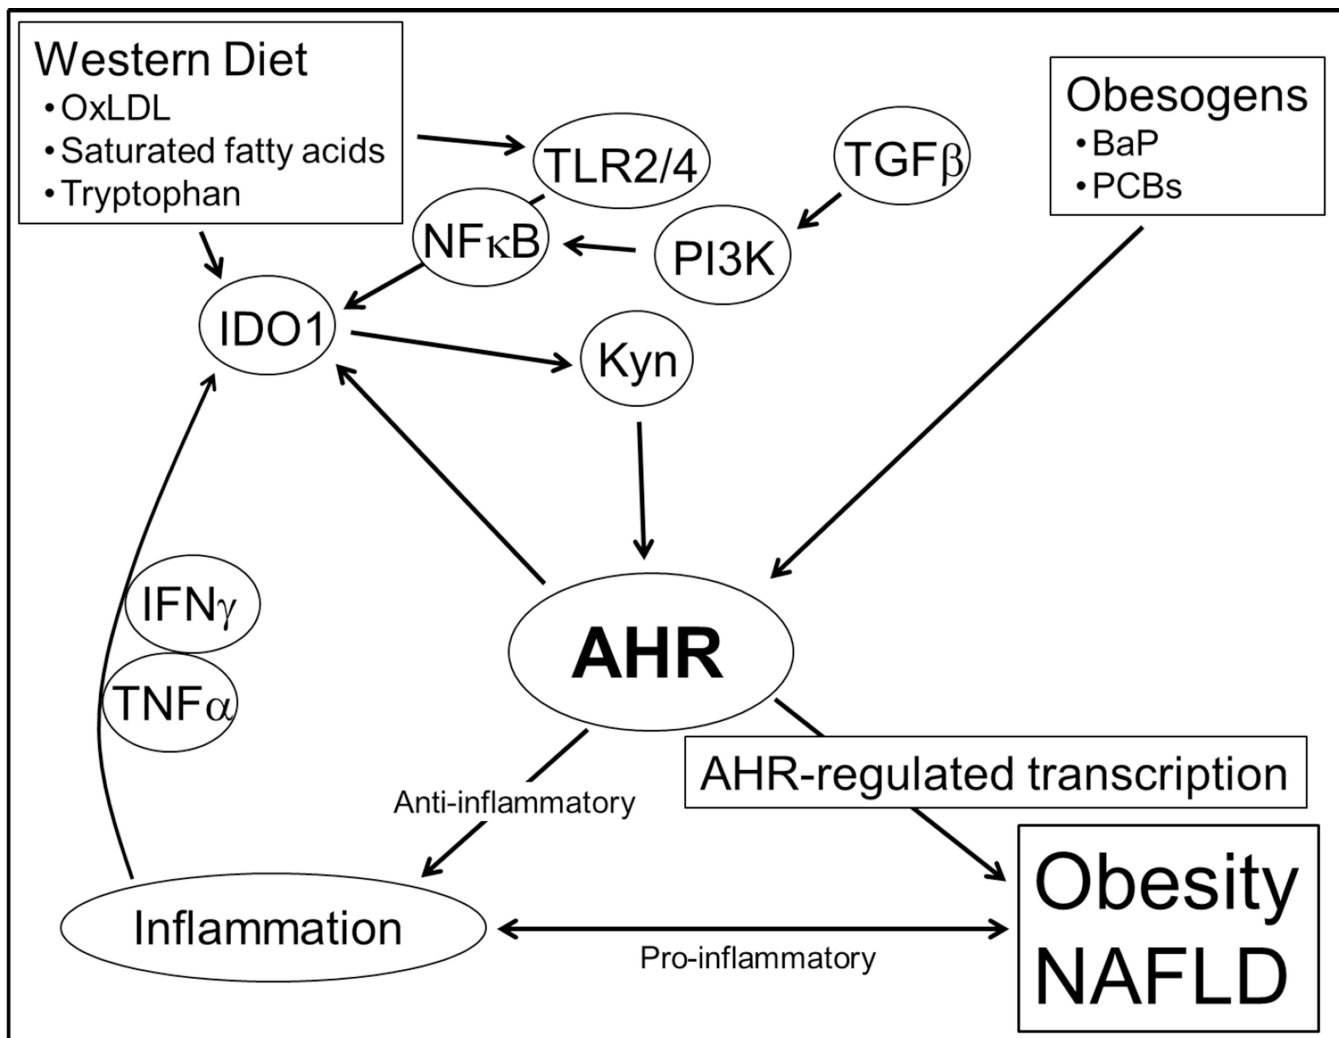 Western Diet
• OxLDL
• Saturated fatty acids
• Tryptophan
Obesogens
• BaP
• PCBs
TLR2/4
TGFβ
NFκB
PI3K
IDO1
Kyn
IFNγ
TNFα
AHR
AHR-regulated transcription
Anti-inflammatory
Inflammation
Pro-inflammatory
Obesity
NAFLD